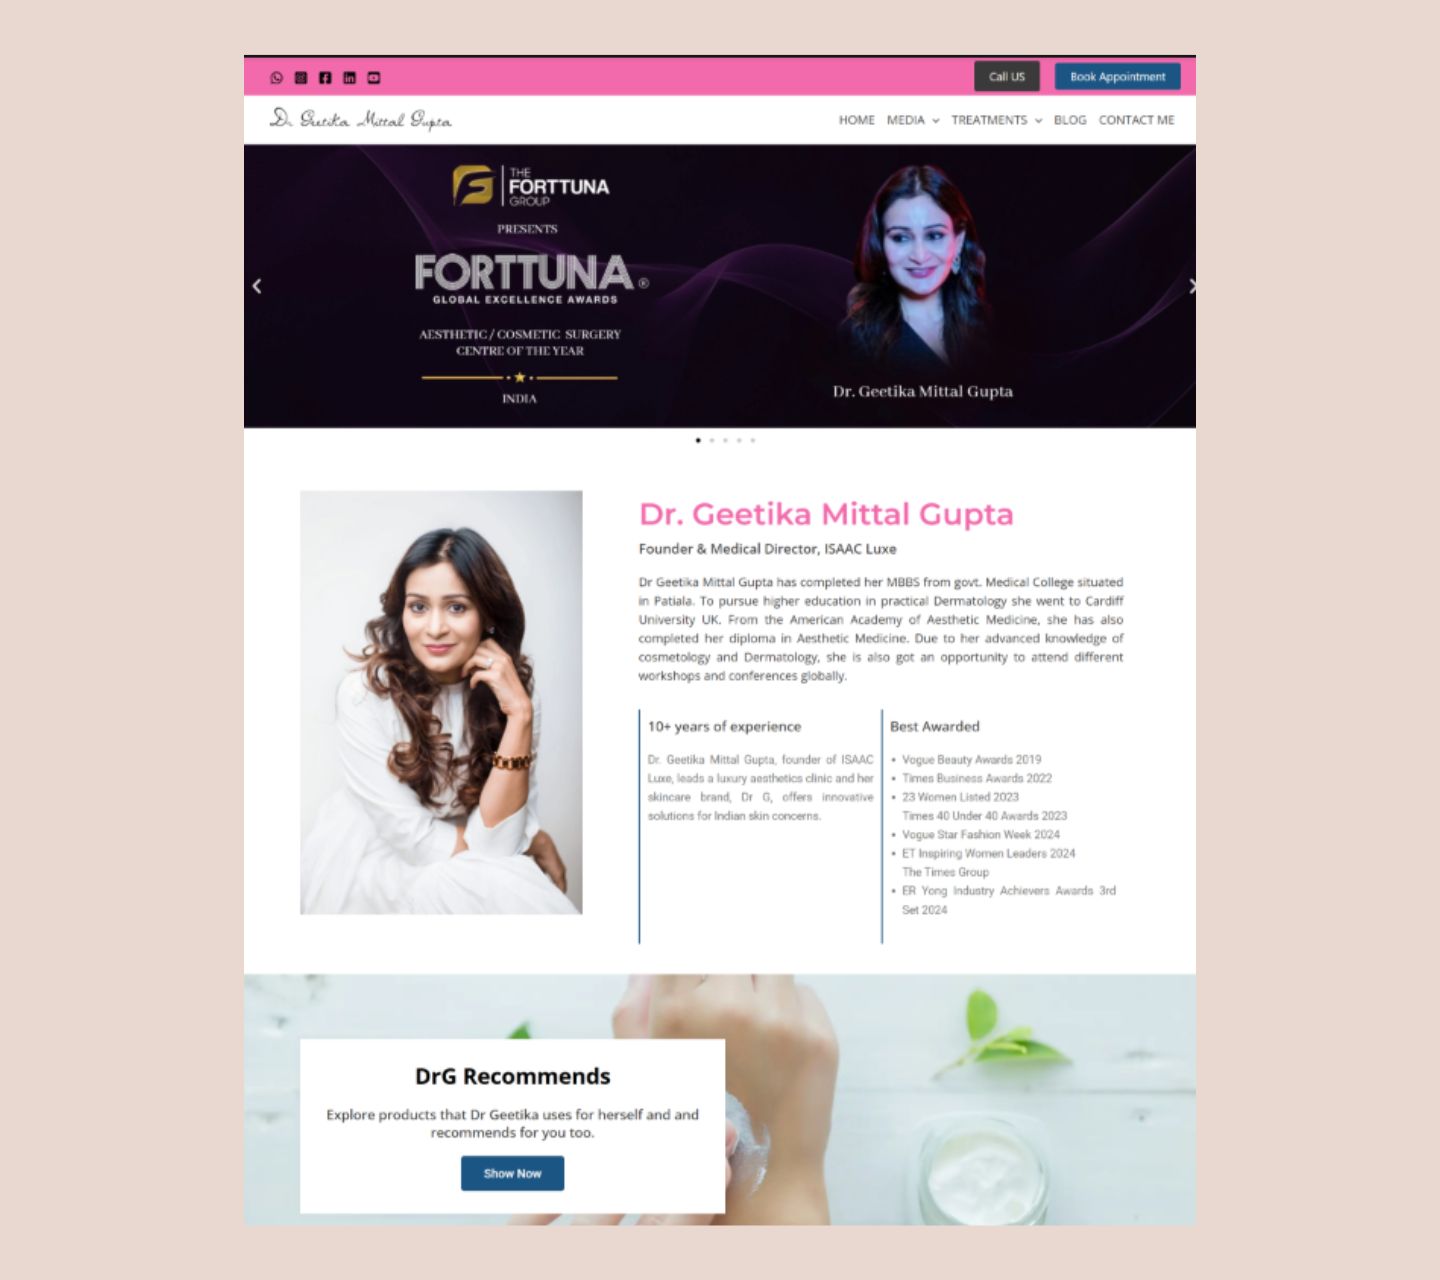 Call US
Book Appointment
Dr. Geetika Mittal Gupta
HOME MEDIA TREATMENTS BLOG CONTACT ME
THE
FORTTUNA
GROUP
PRESENTS
FORTTUNA®
GLOBAL EXCELLENCE AWARDS
AESTHETIC / COSMETIC SURGERY
CENTRE OF THE YEAR
INDIA
Dr. Geetika Mittal Gupta
Dr. Geetika Mittal Gupta
Founder & Medical Director, ISAAC Luxe
Dr Geetika Mittal Gupta has completed her MBBS from govt. Medical College situated
in Patiala. To pursue higher education in practical Dermatology she went to Cardiff
University UK. From the American Academy of Aesthetic Medicine, she has also
completed her diploma in Aesthetic Medicine. Due to her advanced knowledge of
cosmetology and Dermatology, she is also got an opportunity to attend different
workshops and conferences globally.
10+ years of experience
Dr. Geetika Mittal Gupta, founder of ISAAC
Luxe, leads a luxury aesthetics clinic and her
skincare brand, Dr G, offers innovative
solutions for Indian skin concerns.
Best Awarded
• Vogue Beauty Awards 2019
• Times Business Awards 2022
• 23 Women Listed 2023
Times 40 Under 40 Awards 2023
• Vogue Star Fashion Week 2024
• ET Inspiring Women Leaders 2024
The Times Group
• ER Yong Industry Achievers Awards 3rd
Set 2024
DrG Recommends
Explore products that Dr Geetika uses for herself and and
recommends for you too.
Show Now